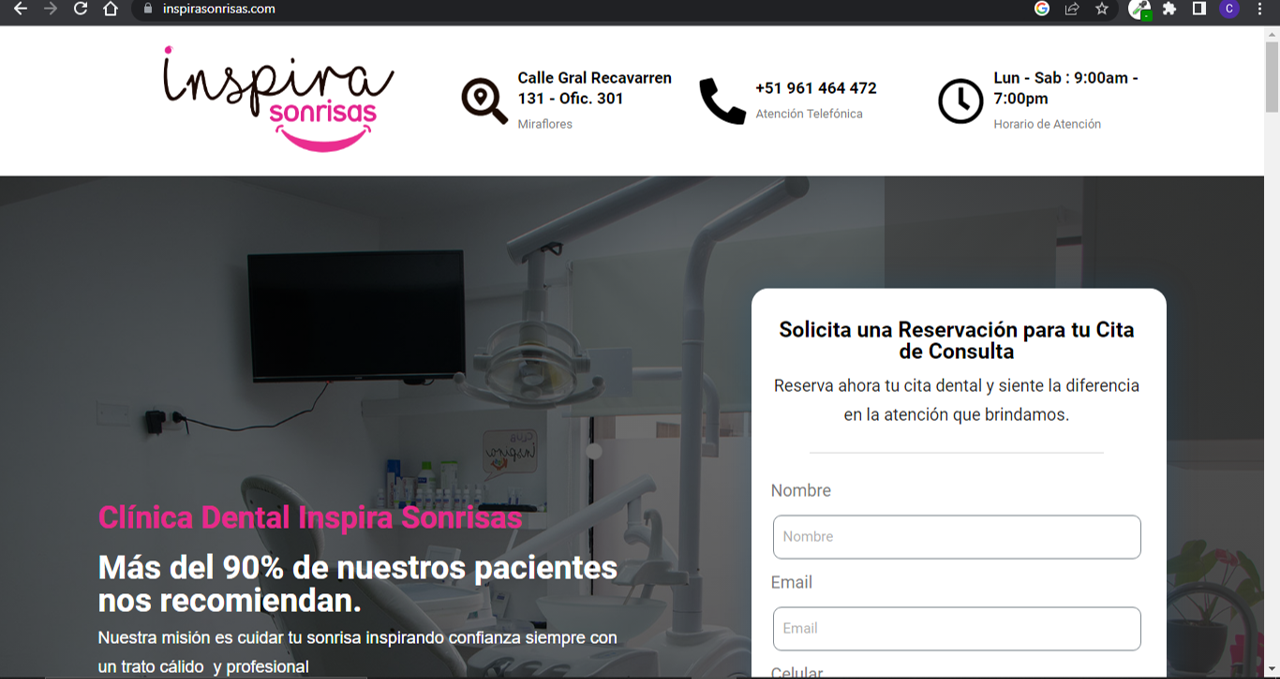 inspirasonrisas.com
C
inspira
sonrisas
Calle Gral Recavarren
131 - Ofic. 301
Miraflores
+51 961 464 472
Atención Telefónica
Lun - Sab : 9:00am -
7:00pm
Horario de Atención
Clínica Dental Inspira Sonrisas
Más del 90% de nuestros pacientes
nos recomiendan.
Nuestra misión es cuidar tu sonrisa inspirando confianza siempre con
un trato cálido y profesional
Solicita una Reservación para tu Cita
de Consulta
Reserva ahora tu cita dental y siente la diferencia
en la atención que brindamos.
Nombre
Nombre
Email
Email
Celular